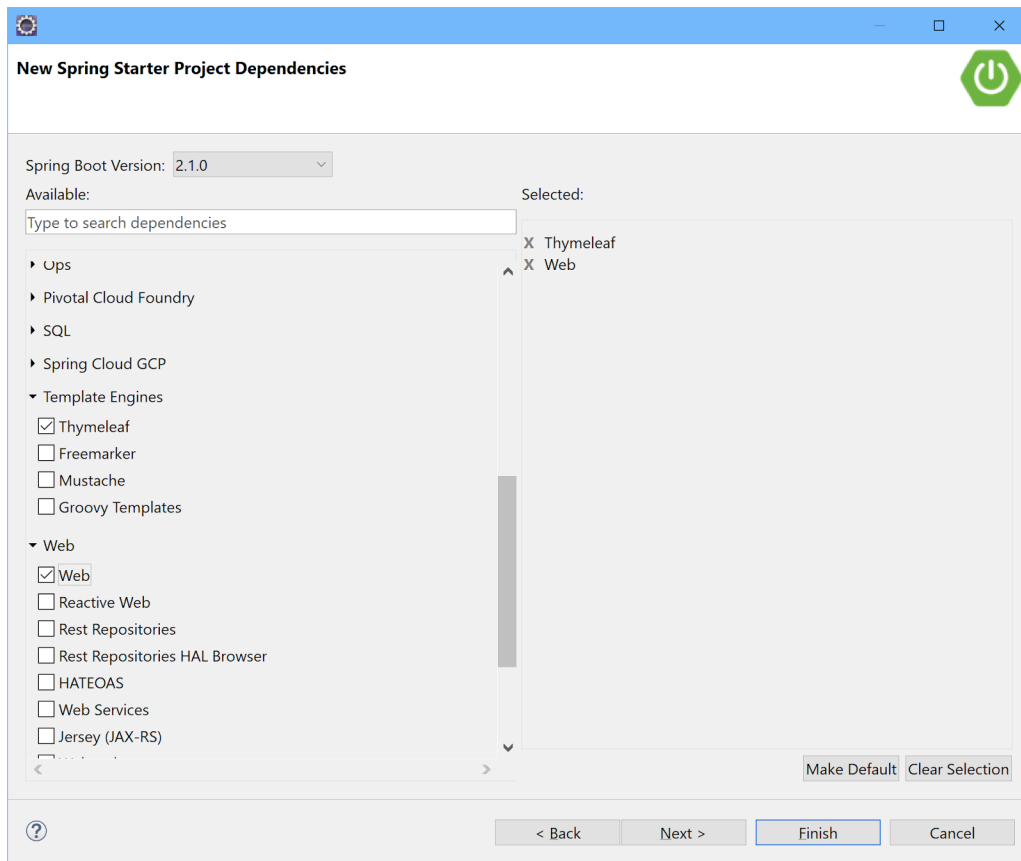 New Spring Starter Project Dependencies
Spring Boot Version: 2.1.0
Available:
Selected:
Type to search dependencies
X Thymeleaf
X Web
Ops
Pivotal Cloud Foundry
SQL
Spring Cloud GCP
Template Engines
Thymeleaf
Freemarker
Mustache
Groovy Templates
Web
Web
Reactive Web
Rest Repositories
Rest Repositories HAL Browser
HATEOAS
Web Services
Jersey (JAX-RS)
Make Default Clear Selection
? < Back Next > Finish Cancel